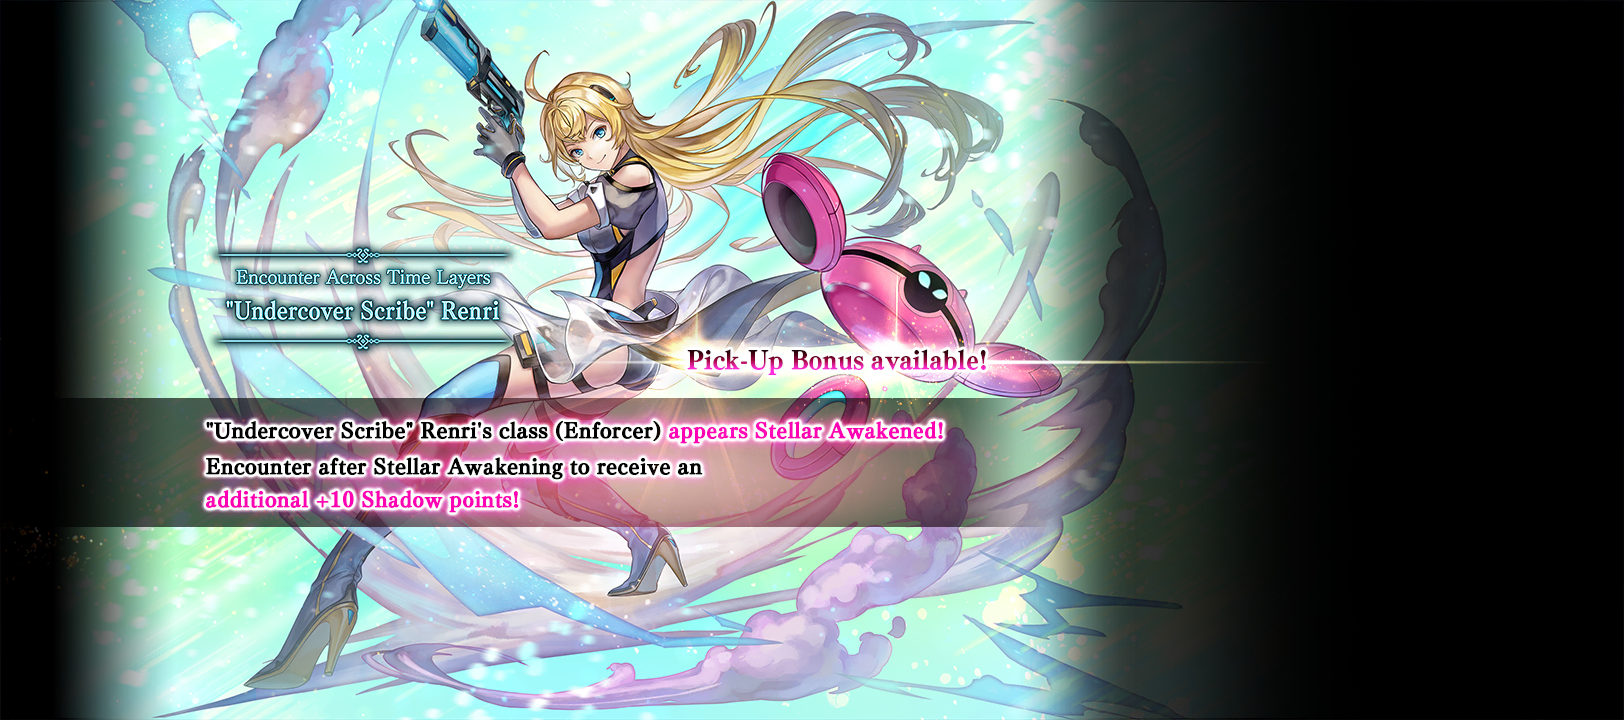 Encounter Across Time Layers
"Undercover Scribe" Renri
Pick-Up Bonus available!
"Undercover Scribe" Renri's class (Enforcer) appears Stellar Awakened!
Encounter after Stellar Awakening to receive an
additional +10 Shadow points!